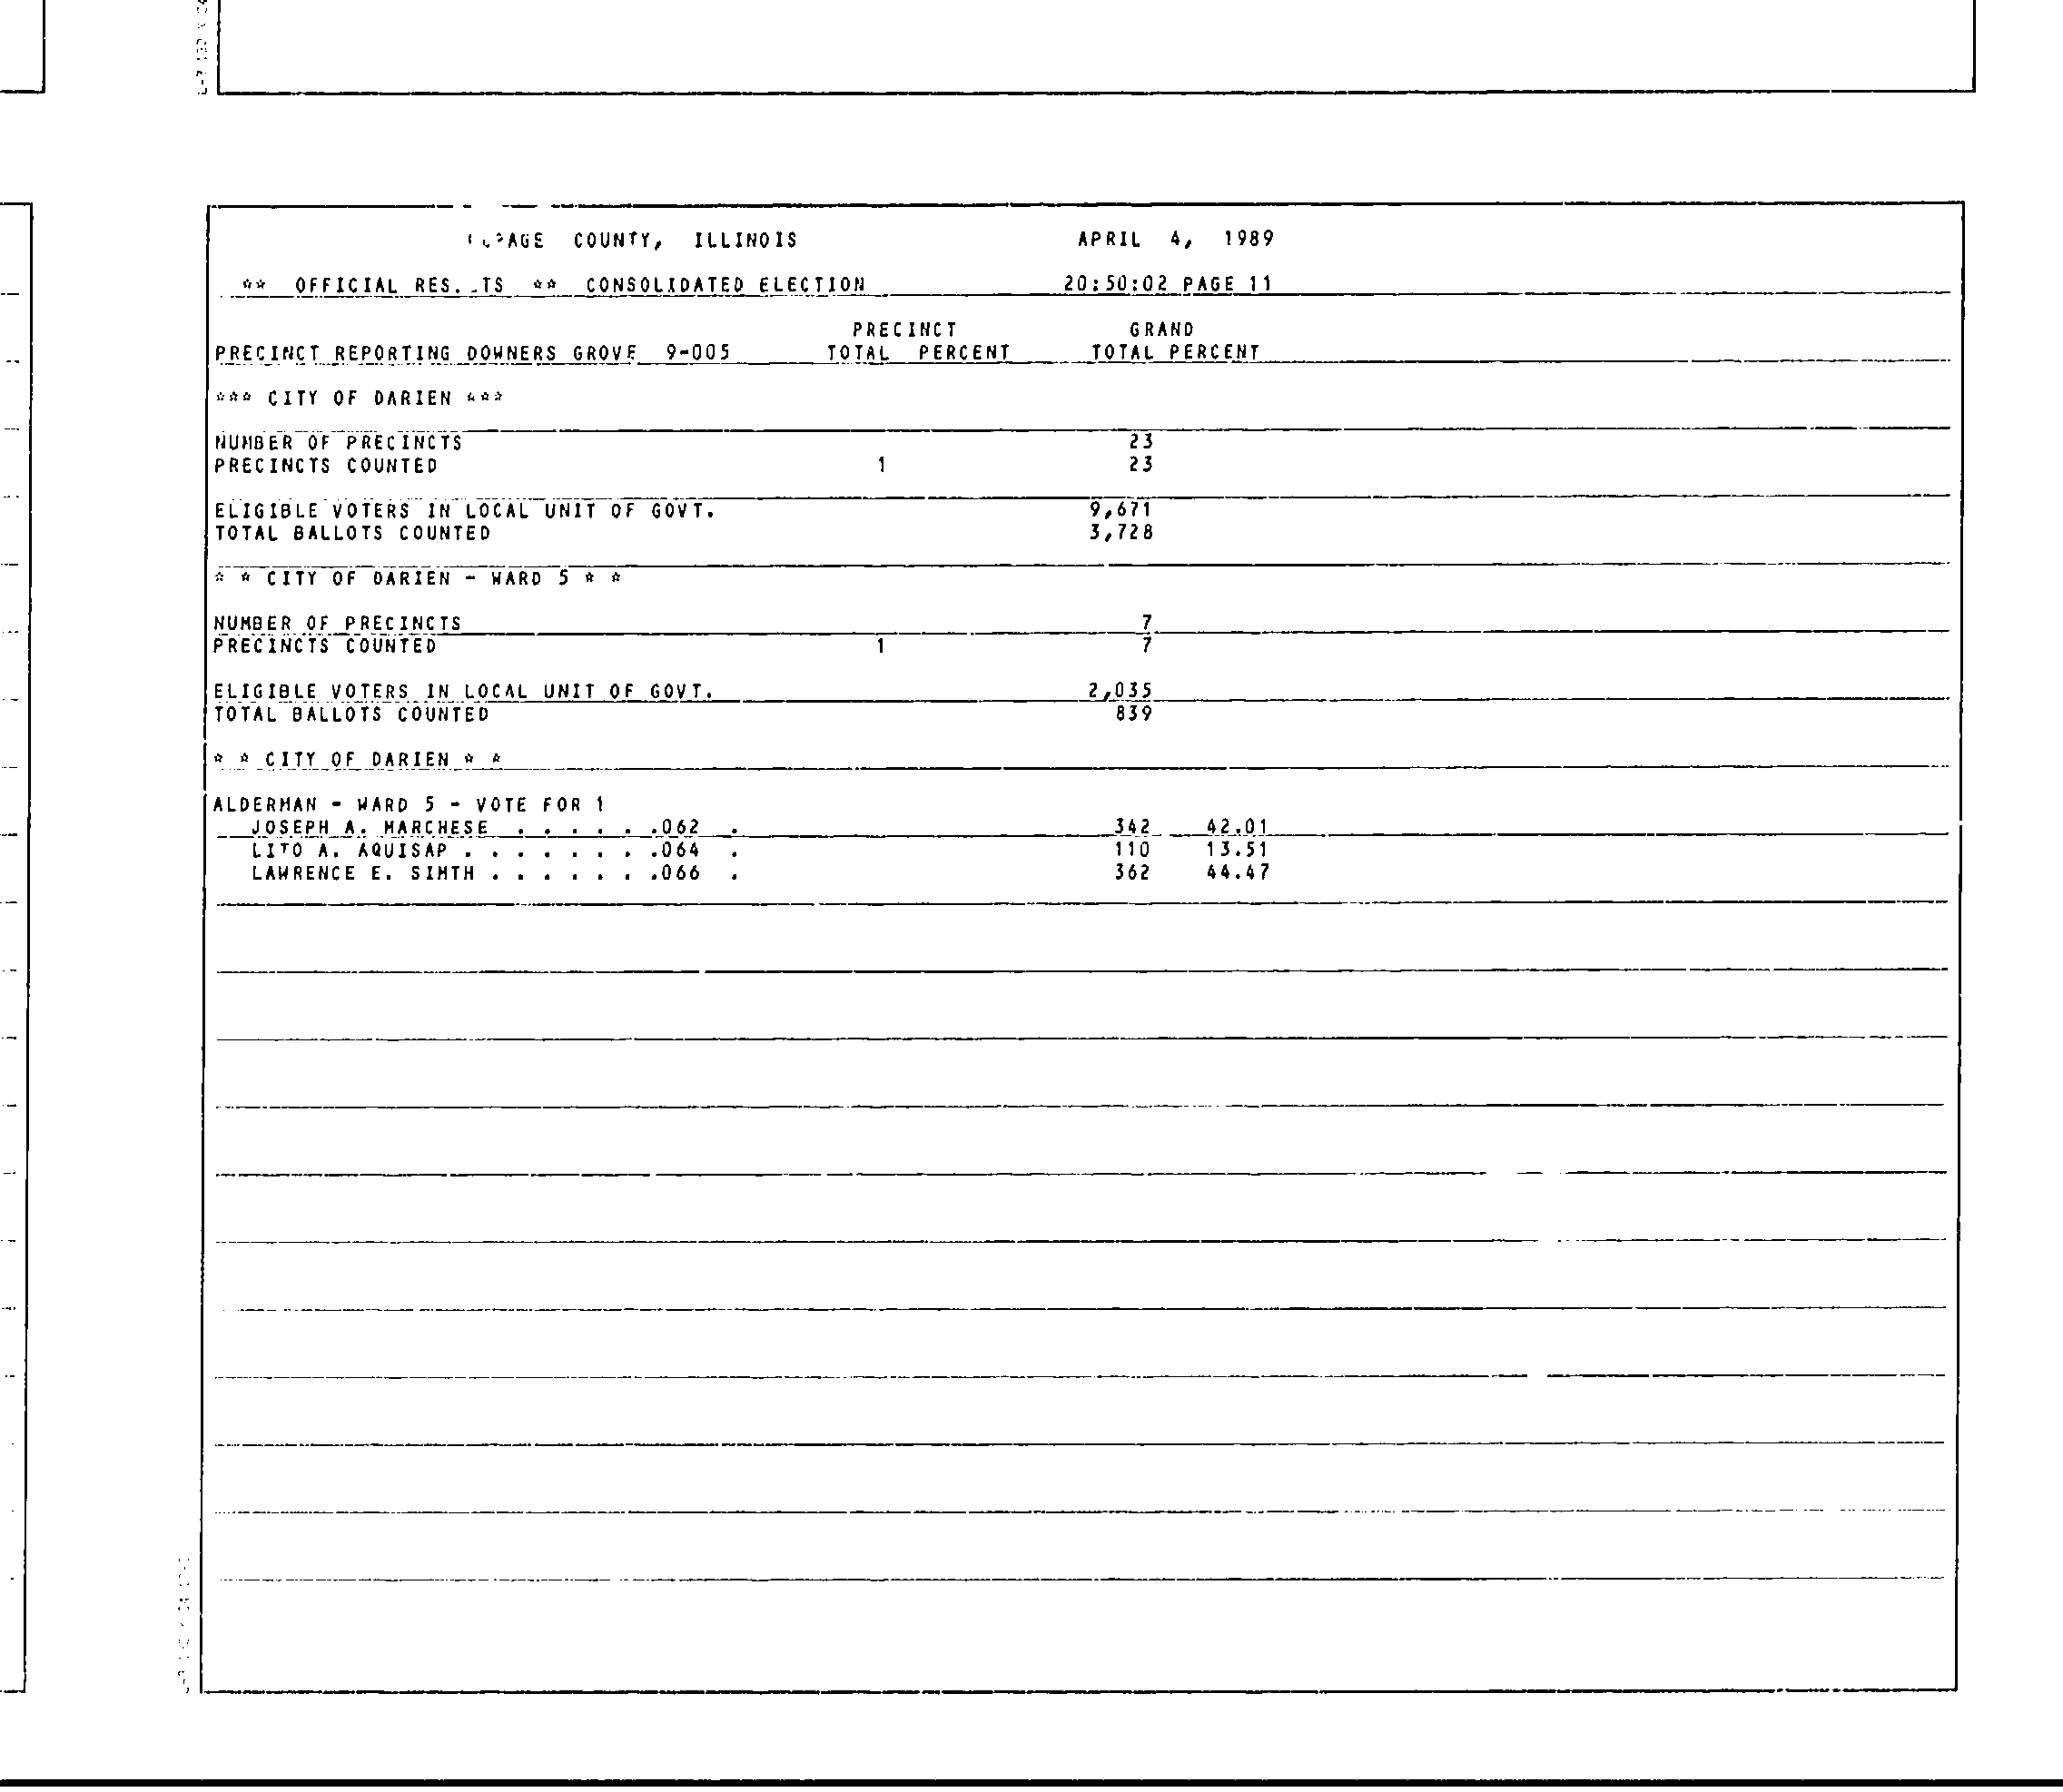 COUNTY, ILLINOIS APRIL 4, 1989
** OFFICIAL ** CONSOLIDATED ELECTION 20:50:02 PAGE 11
PRECINCT GRAND
PRECINCT REPORTING DOWNERS GROVE 9-005 TOTAL PERCENT TOTAL PERCENT
*** CITY OF DARIEN ***
NUMBER OF PRECINCTS 23
PRECINCTS COUNTED 1 23
ELIGIBLE VOTERS IN LOCAL UNIT OF GOVT. 9,671
TOTAL BALLOTS COUNTED 3,728
* * CITY OF DARIEN - WARD 5 * *
NUMBER OF PRECINCTS 7
PRECINCTS COUNTED 1 7
ELIGIBLE VOTERS IN LOCAL UNIT OF GOVT. 2,035
TOTAL BALLOTS COUNTED 839
* * CITY OF DARIEN * *
ALDERMAN - WARD 5 - VOTE FOR 1
JOSEPH A. MARCHESE . . . . . .062 . 342 42.01
LITO A. AQUISAP . . . . . . . .064 . 110 13.51
LAWRENCE E. SIMTH . . . . . . .066 . 362 44.47